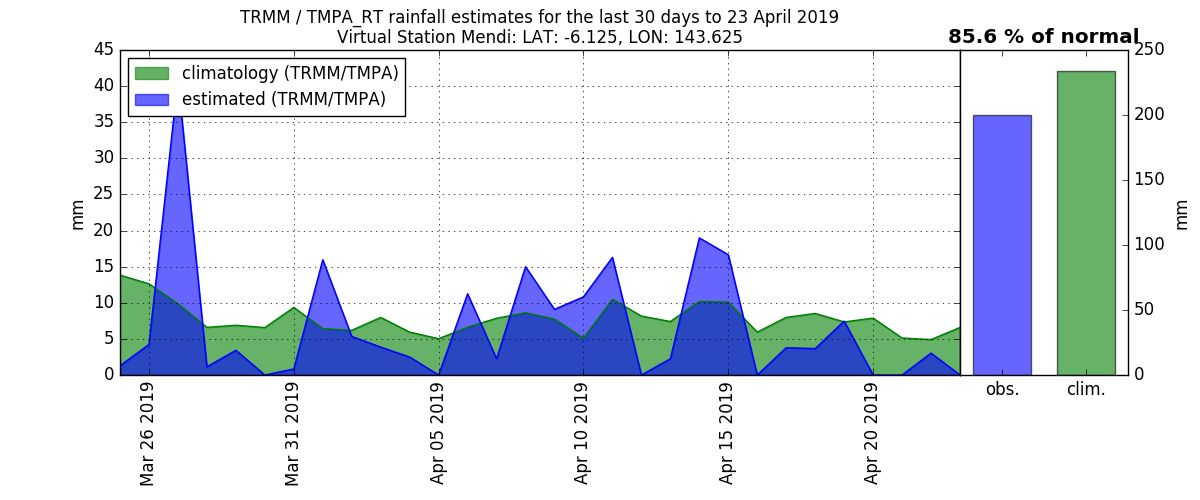 TRMM / TMPA_RT rainfall estimates for the last 30 days to 23 April 2019
Virtual Station Mendi: LAT: -6.125, LON: 143.625
85.6 % of normal
climatology (TRMM/TMPA)
estimated (TRMM/TMPA)
45
40
35
30
25
20
15
10
5
0
mm
Mar 26 2019
Mar 31 2019
Apr 05 2019
Apr 10 2019
Apr 15 2019
Apr 20 2019
250
200
150
100
50
0
mm
obs.
clim.